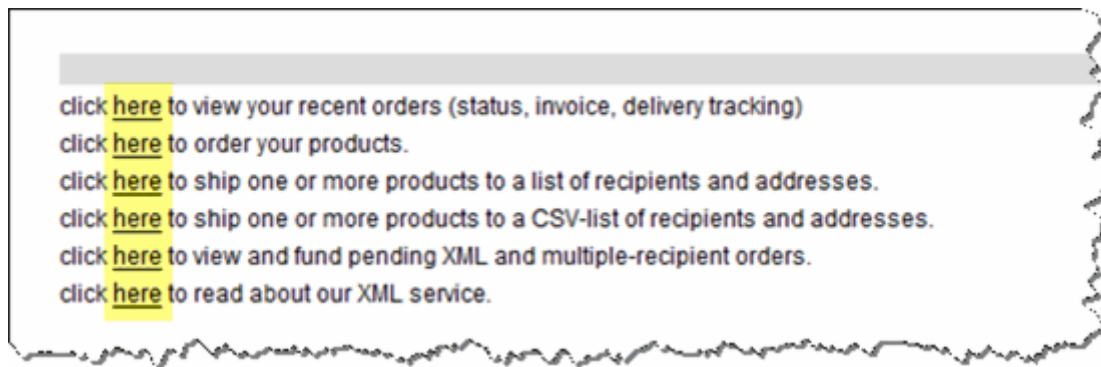 click here to view your recent orders (status, invoice, delivery tracking)
click here to order your products.
click here to ship one or more products to a list of recipients and addresses.
click here to ship one or more products to a CSV-list of recipients and addresses.
click here to view and fund pending XML and multiple-recipient orders.
click here to read about our XML service.